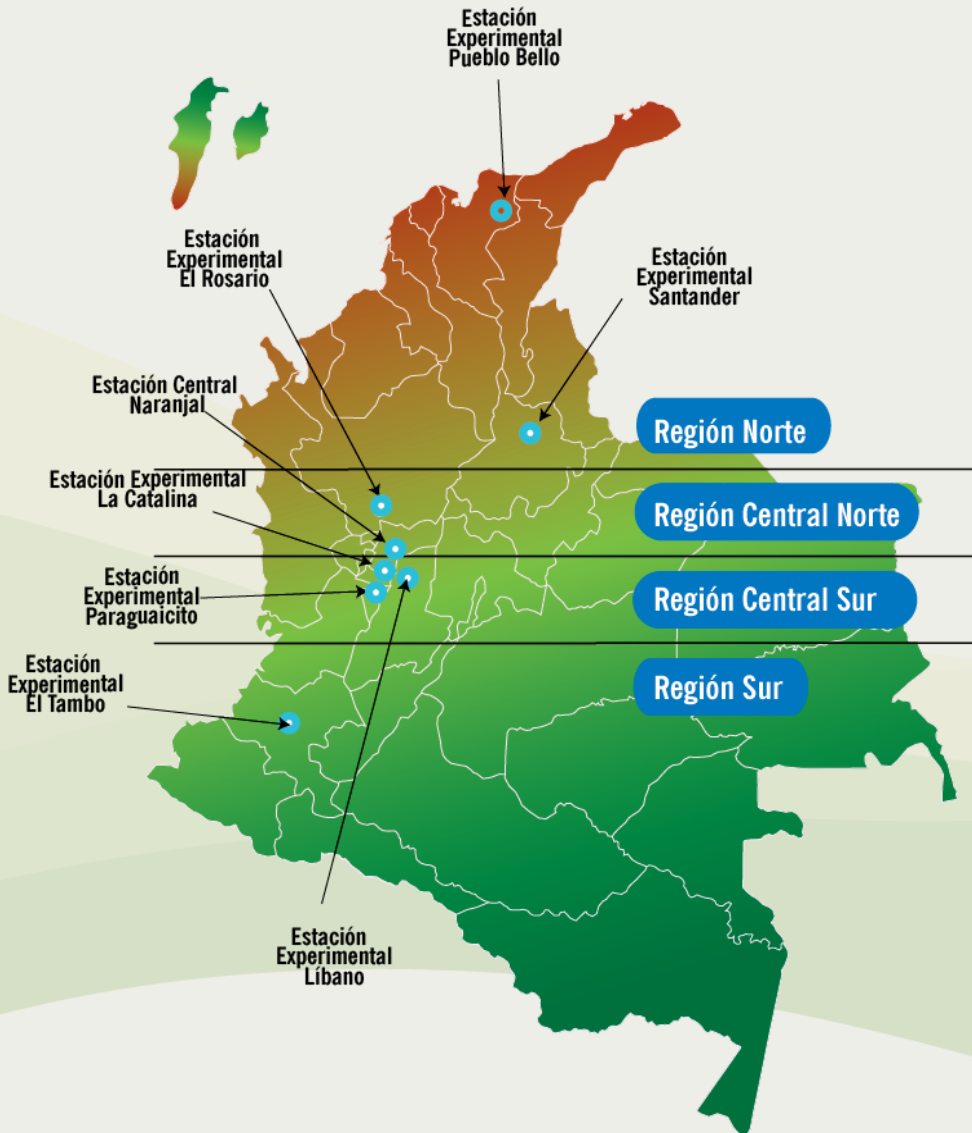 Estación
Experimental
Pueblo Bello
Estación
Experimental
El Rosario
Estación
Experimental
Santander
Estación Central
Naranjal
Región Norte
Estación Experimental
La Catalina
Región Central Norte
Estación
Experimental
Paraguaicito
Región Central Sur
Estación
Experimental
El Tambo
Región Sur
Estación
Experimental
Líbano